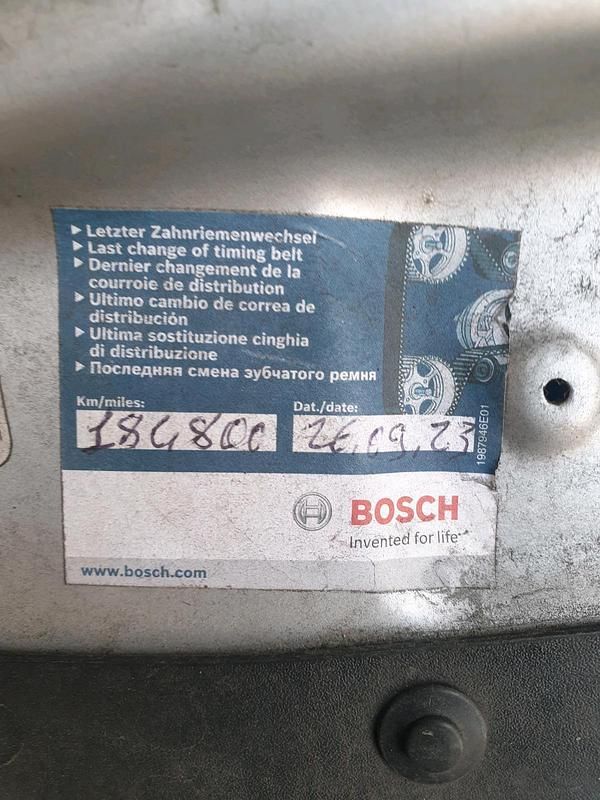 Letzter Zahnriemenwechsel
Last change of timing belt
Dernier changement de la
courroie de distribution
Ultimo cambio de correa de
distribución
Ultima sostituzione cinghia
di distribuzione
Последняя смена зубчатого ремня
Km/miles:
Dat./date:
26.09.23
1987946E01
BOSCH
Invented for life
www.bosch.com